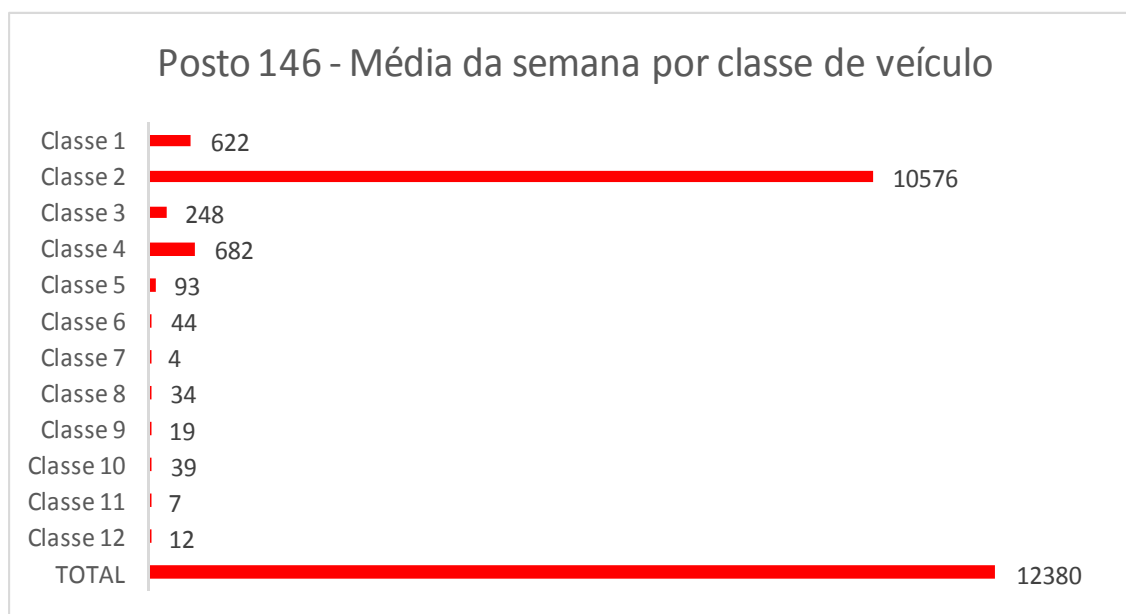 Posto 146 - Média da semana por classe de veículo
Classe 1 622
Classe 2 10576
Classe 3 248
Classe 4 682
Classe 5 93
Classe 6 44
Classe 7 4
Classe 8 34
Classe 9 19
Classe 10 39
Classe 11 7
Classe 12 12
TOTAL 12380